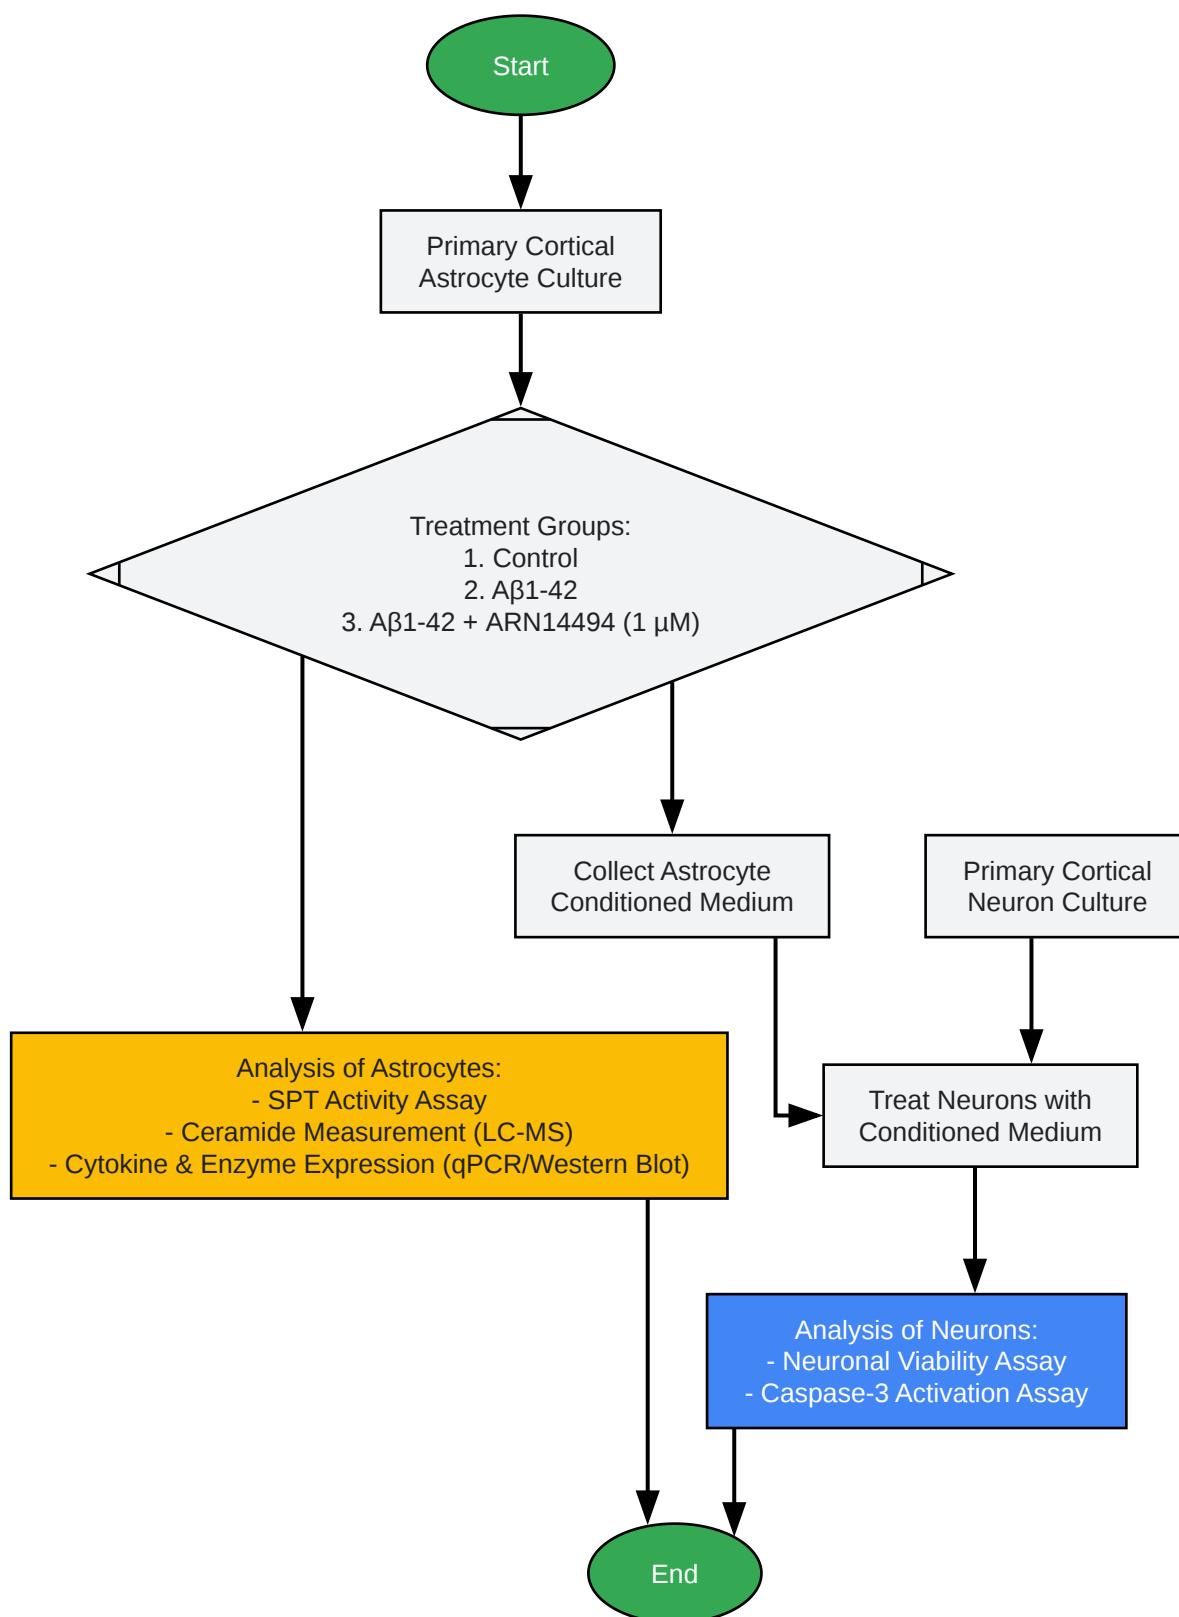 Start
Primary Cortical
Astrocyte Culture
Treatment Groups:
1. Control
2. Aβ1-42
3. Aβ1-42 + ARN14494 (1 µM)
Collect Astrocyte
Conditioned Medium
Primary Cortical
Neuron Culture
Analysis of Astrocytes:
- SPT Activity Assay
- Ceramide Measurement (LC-MS)
- Cytokine & Enzyme Expression (qPCR/Western Blot)
Treat Neurons with
Conditioned Medium
Analysis of Neurons:
- Neuronal Viability Assay
- Caspase-3 Activation Assay
End